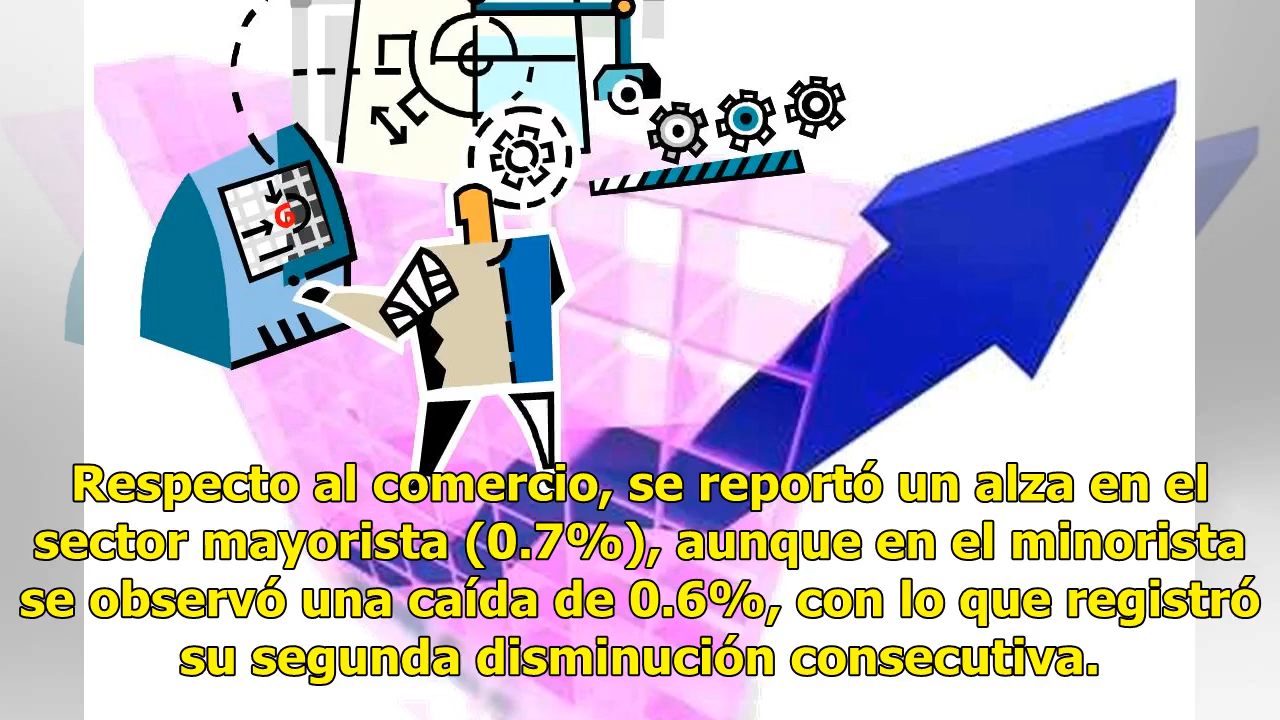 G
Respecto al comercio, se reportó un alza en el
sector mayorista (0.7%), aunque en el minorista
se observó una caída de 0.6%, con lo que registró
su segunda disminución consecutiva.